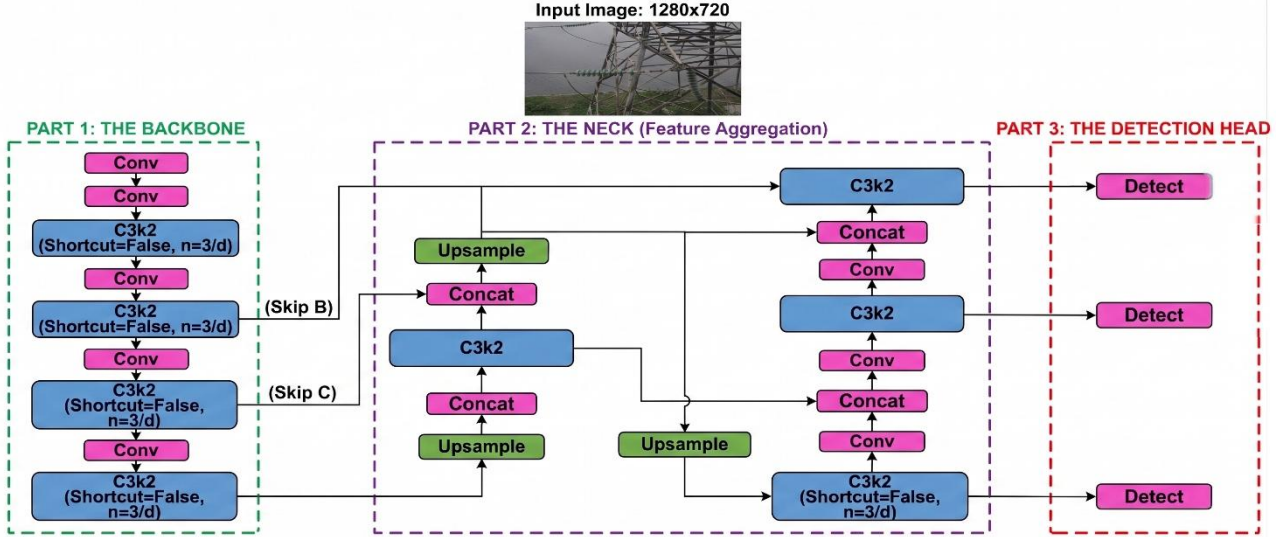 Input Image: 1280x720
PART 1: THE BACKBONE
Conv
Conv
C3k2
(Shortcut=False, n=3/d)
Conv
C3k2
(Shortcut=False, n=3/d)
Conv
C3k2
(Shortcut=False,
n=3/d)
Conv
C3k2
(Shortcut=False,
n=3/d)
(Skip B)
(Skip C)
PART 2: THE NECK (Feature Aggregation)
Upsample
Concat
C3k2
Concat
Upsample
Upsample
C3k2
Concat
Conv
C3k2
Conv
Concat
Conv
C3k2
(Shortcut=False,
n=3/d)
PART 3: THE DETECTION HEAD
Detect
Detect
Detect